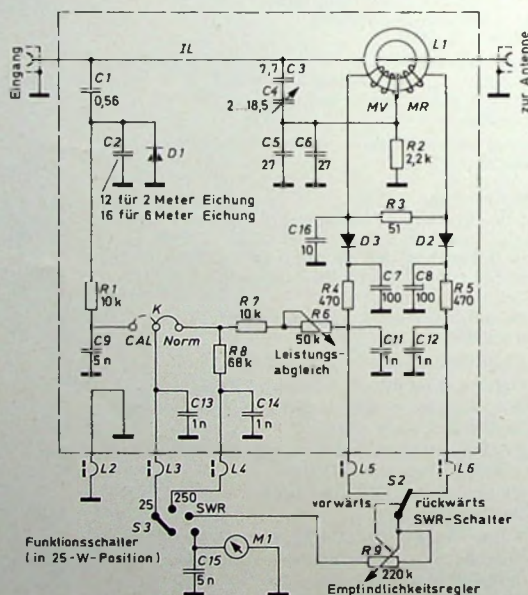 Eingang
IL
L1
zur Antenne
C1
0,56
7,7
C3
C4
2...18,5
MV
MR
C2
D1
C5
27
C6
27
R2
2,2k
12 für 2 Meter Eichung
16 für 6 Meter Eichung
R3
51
C16
10
D3
D2
R1
10k
K
CAL
Norm
R7
10k
R6
50k
R4
470
C7
100
C8
100
R5
470
C9
5n
R8
68k
Leistungs-
abgleich
C11
1n
C12
1n
C13
1n
C14
1n
L2
L3
L4
L5
L6
S2
25
250
SWR
S3
vorwärts
rückwärts
SWR-Schalter
Funktionsschaller
(in 25-W-Position)
M1
C15
5n
R9
220k
Empfindlichkeitsregler